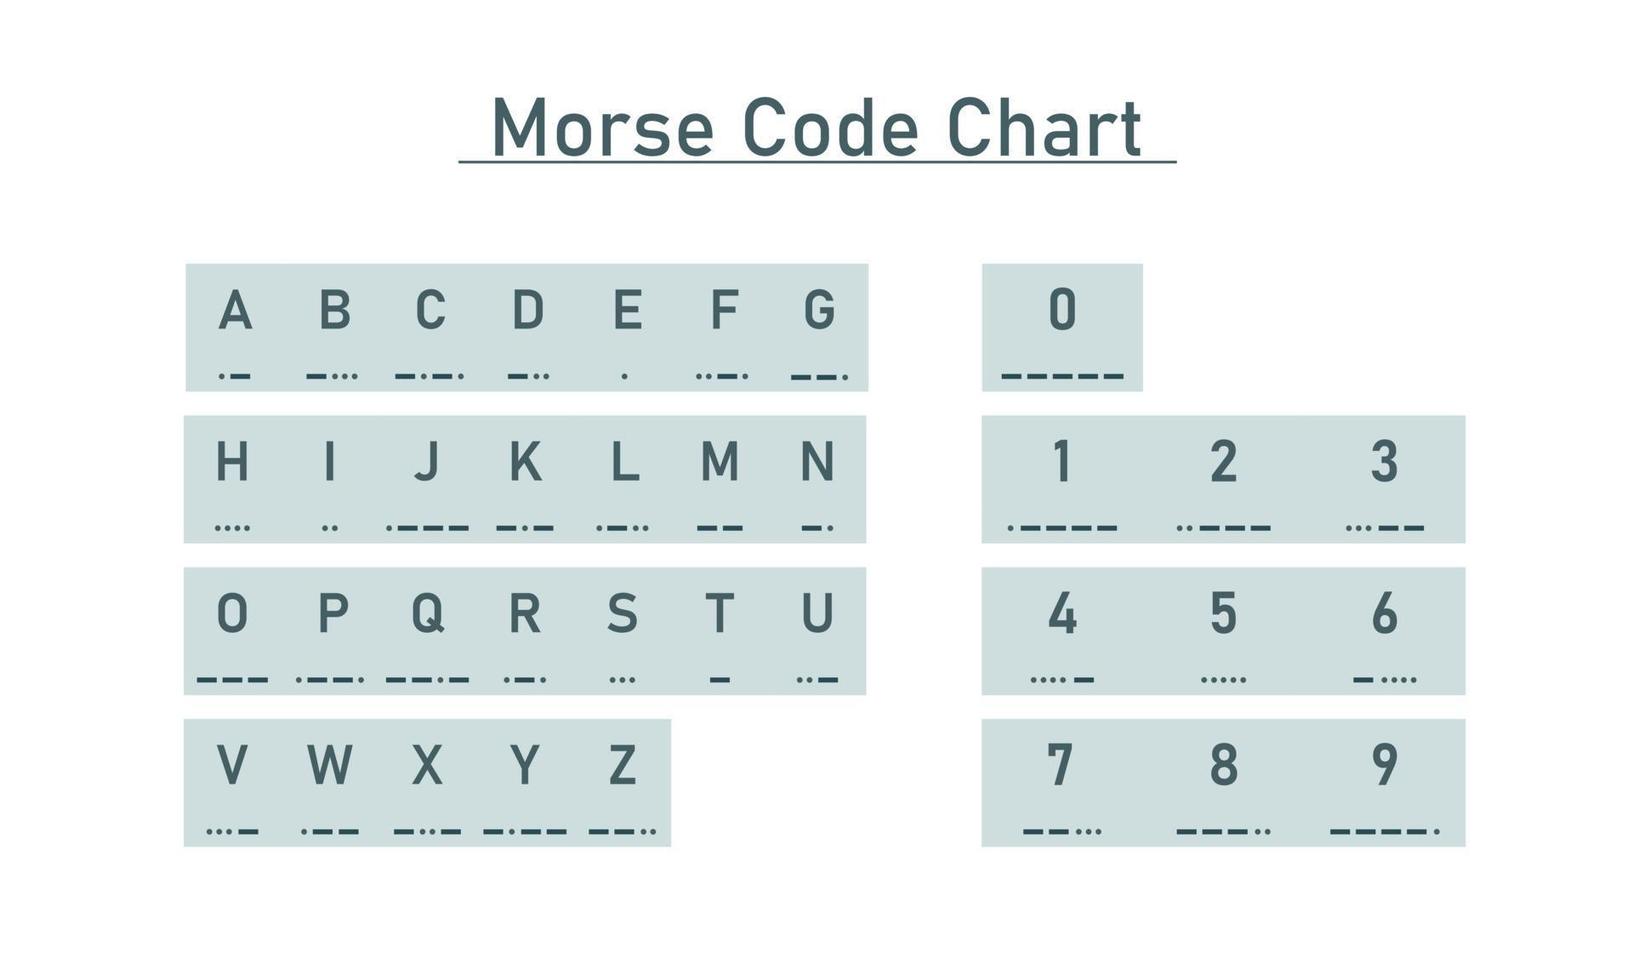 Morse Code Chart
A B C D E F G
.- -... -.-. -.. . ..-. --.
H I J K L M N
.... .. .--- -.- .-.. -- -.
O P Q R S T U
--- .--. --.- .-. ... - ..-
V W X Y Z
...- .-- -..- -.-- --..
0
-----
1 2 3
.---- ..--- ...--
4 5 6
....- ..... -....
7 8 9
--... ---.. ----.